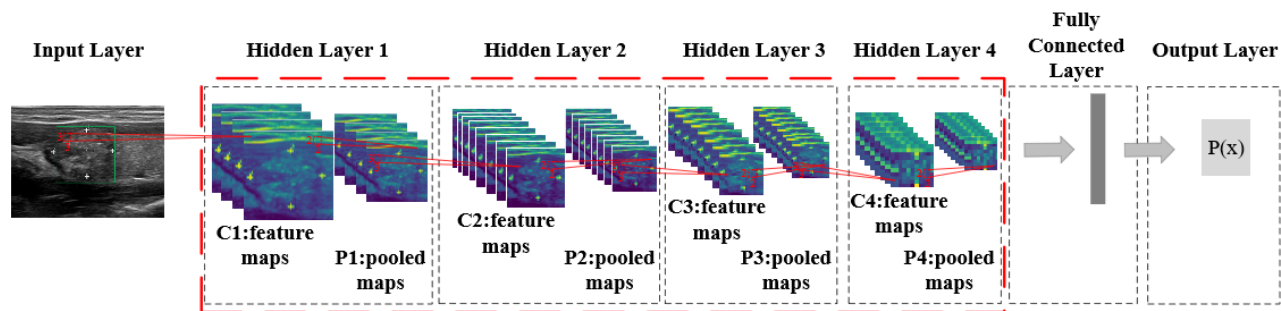 Input Layer
Hidden Layer 1
Hidden Layer 2
Hidden Layer 3
Hidden Layer 4
Fully
Connected
Layer
Output Layer
C1:feature
maps
P1:pooled
maps
C2:feature
maps
P2:pooled
maps
C3:feature
maps
P3:pooled
maps
C4:feature
maps
P4:pooled
maps
P(x)